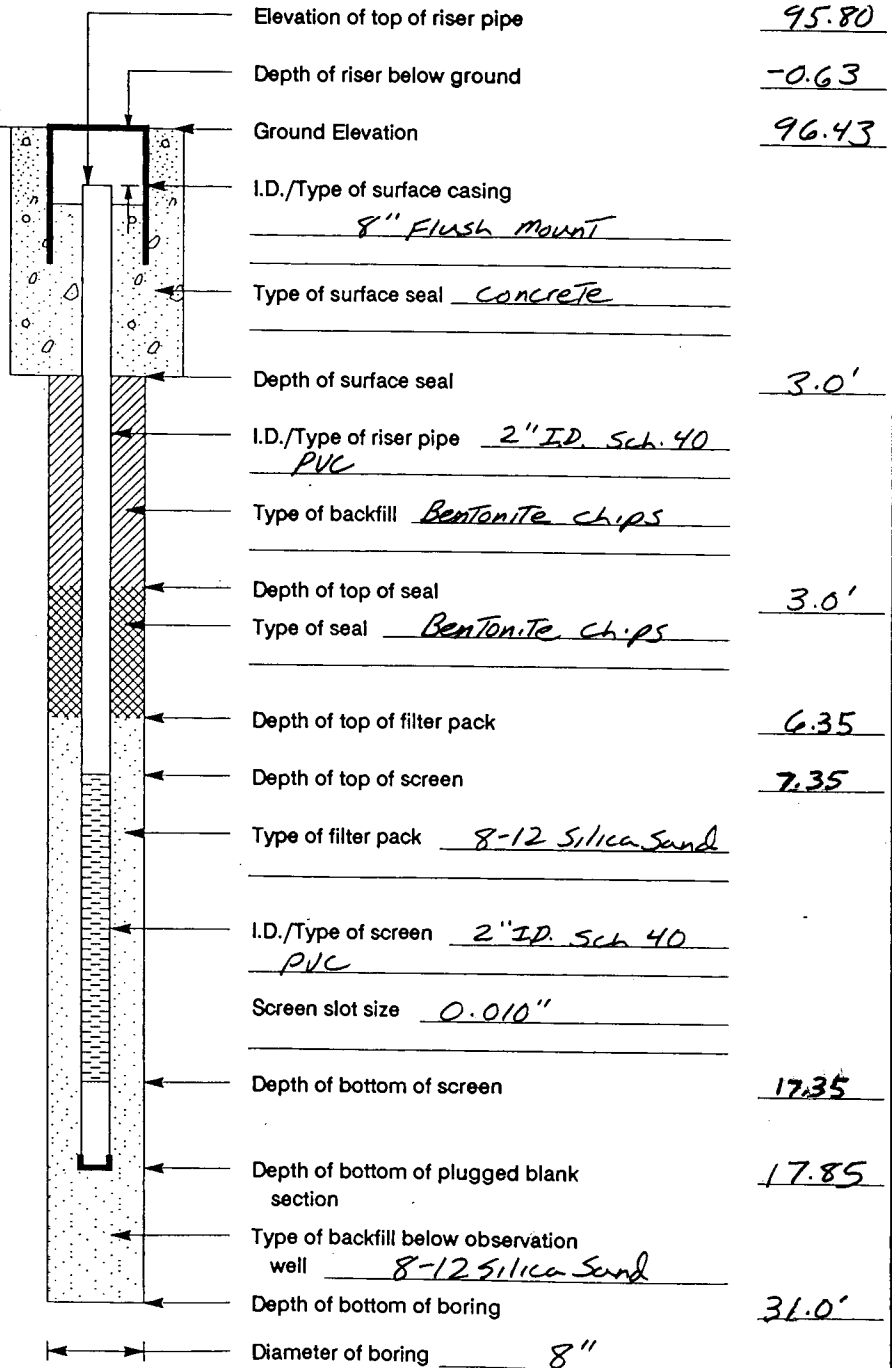 Elevation of top of riser pipe 95.80
Depth of riser below ground -0.63
Ground Elevation 96.43
I.D./Type of surface casing
8" Flush Mount
Type of surface seal Concrete
Depth of surface seal 3.0'
I.D./Type of riser pipe 2" I.D. Sch. 40
PVC
Type of backfill Bentonite Chips
Depth of top of seal 3.0'
Type of seal Bentonite Chips
Depth of top of filter pack 6.35
Depth of top of screen 7.35
Type of filter pack 8-12 Silica Sand
I.D./Type of screen 2" I.D. Sch 40
PVC
Screen slot size 0.010"
Depth of bottom of screen 17.35
Depth of bottom of plugged blank 17.85
section
Type of backfill below observation
well 8-12 Silica Sand
Depth of bottom of boring 31.0'
Diameter of boring 8"